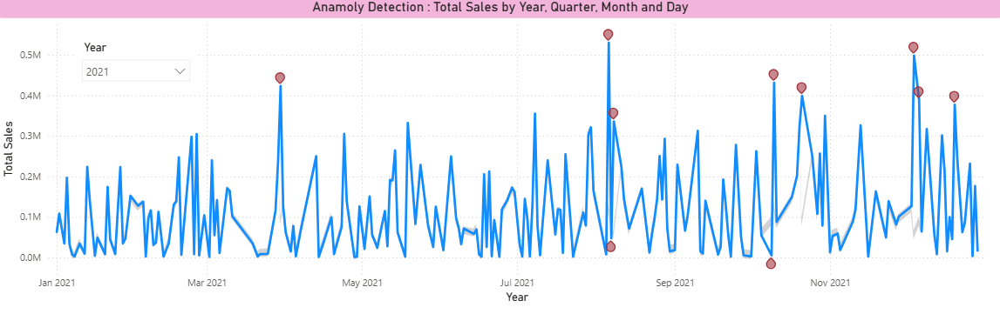 Anamoly Detection : Total Sales by Year, Quarter, Month and Day
Year
2021
0.5M
0.4M
0.3M
0.2M
0.1M
0.0M
Total Sales
Jan 2021 Mar 2021 May 2021 Jul 2021 Sep 2021 Nov 2021
Year